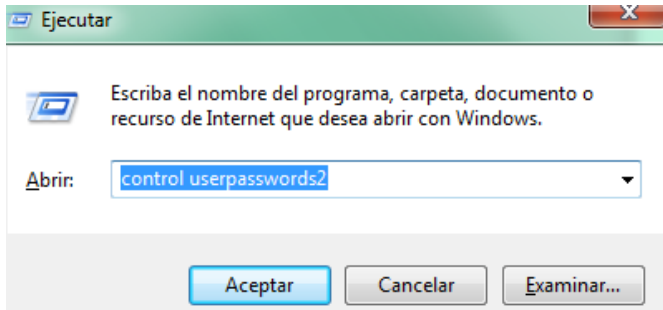 Ejecutar
Escriba el nombre del programa, carpeta, documento o
recurso de Internet que desea abrir con Windows.
Abrir: control userpasswords2
Aceptar Cancelar Examinar...